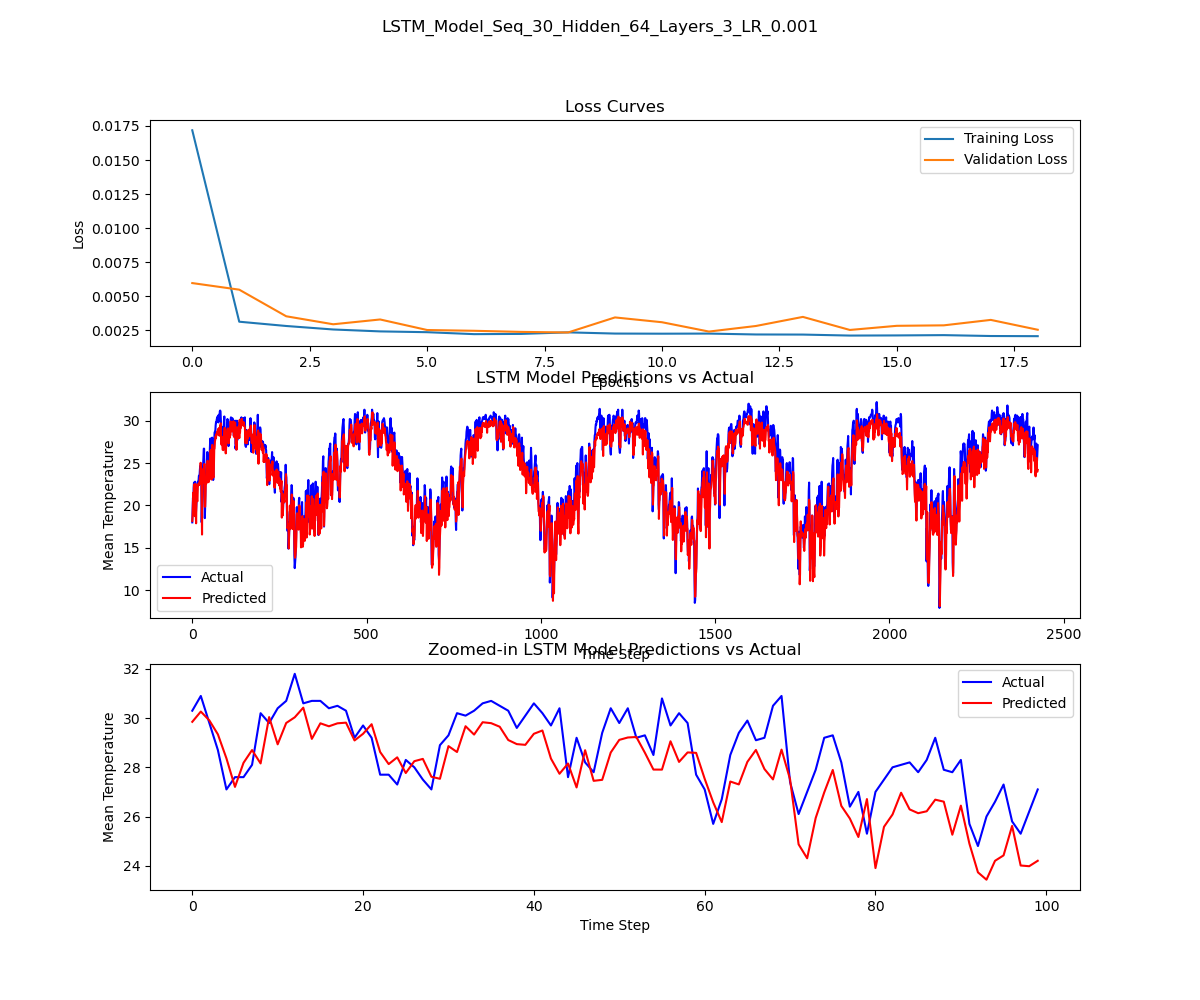 LSTM_Model_Seq_30_Hidden_64_Layers_3_LR_0.001
Loss Curves
0.0175
0.0150
0.0125
0.0100
0.0075
0.0050
0.0025
Loss
Training Loss
Validation Loss
0.0 2.5 5.0 7.5 10.0 12.5 15.0 17.5
Epochs
LSTM Model Predictions vs Actual
30
25
20
15
10
Mean Temperature
Actual
Predicted
0 500 1000 1500 2000 2500
Time Step
Zoomed-in LSTM Model Predictions vs Actual
32
30
28
26
24
Mean Temperature
Actual
Predicted
0 20 40 60 80 100
Time Step